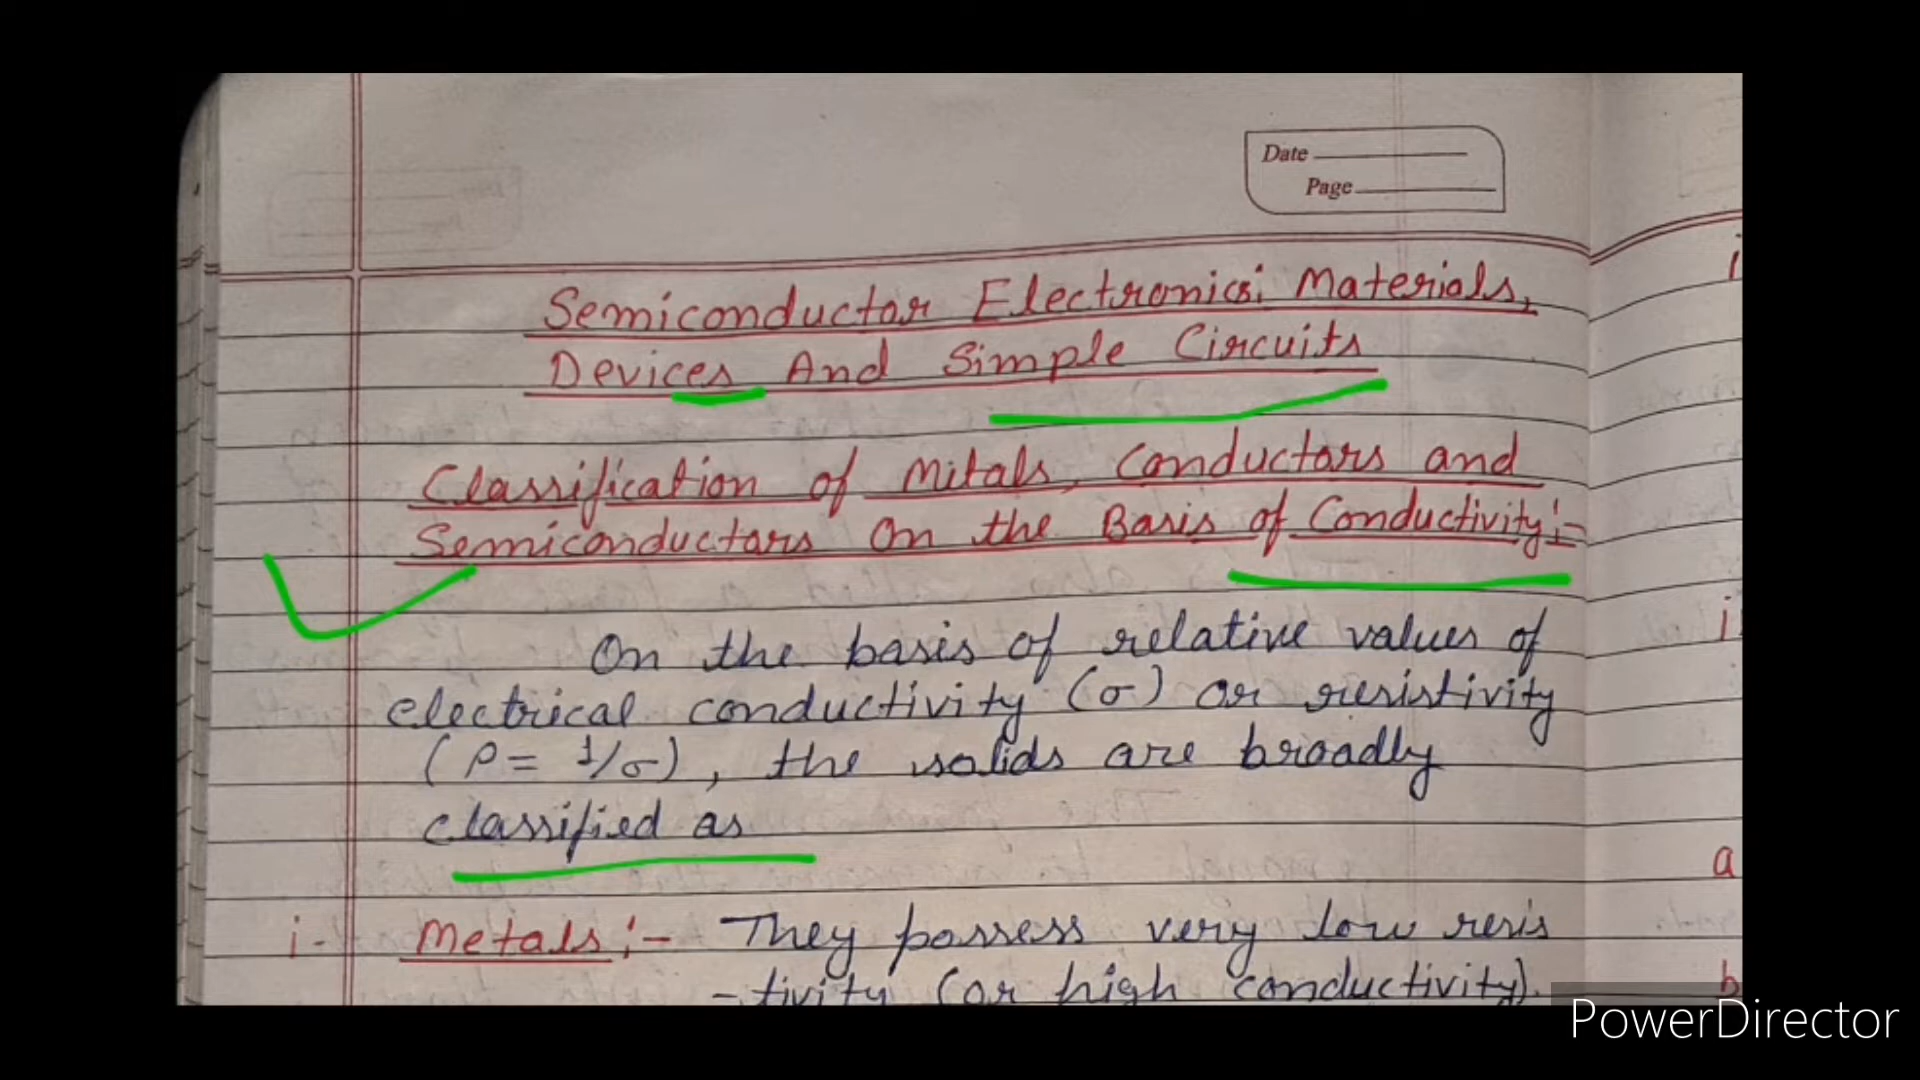 Date
Page
Semiconductor Electronics: Materials,
Devices And Simple Circuits
Classification of Mitals, Conductors and
Semiconductors On the Basis of Conductivity:-
On the basis of relative values of
electrical conductivity (σ) or resistivity
(ρ = 1/σ), the solids are broadly
classified as
i- Metals:- They possess very low resis
-tivity (or high conductivity).
i
i
a
b
PowerDirector